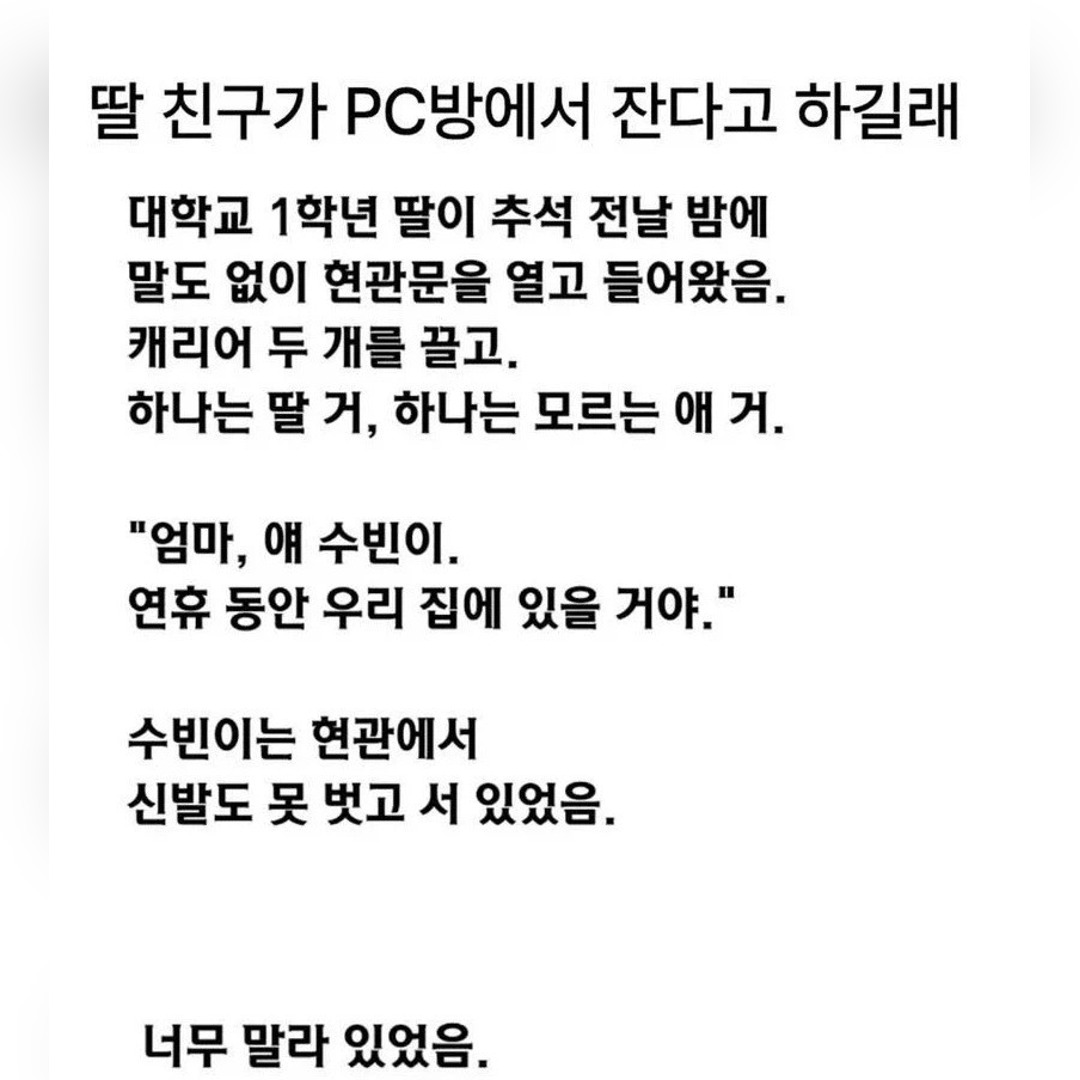 딸 친구가 PC방에서 잔다고 하길래
대학교 1학년 딸이 추석 전날 밤에
말도 없이 현관문을 열고 들어왔음.
캐리어 두 개를 끌고.
하나는 딸 거, 하나는 모르는 애 거.
"엄마, 얘 수빈이.
연휴 동안 우리 집에 있을 거야."
수빈이는 현관에서
신발도 못 벗고 서 있었음.
너무 말라 있었음.